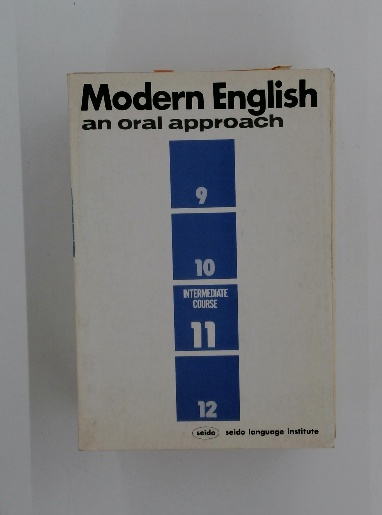 Modern English
an oral approach
9
10
INTERMEDIATE
COURSE
11
12
seido seido language institute